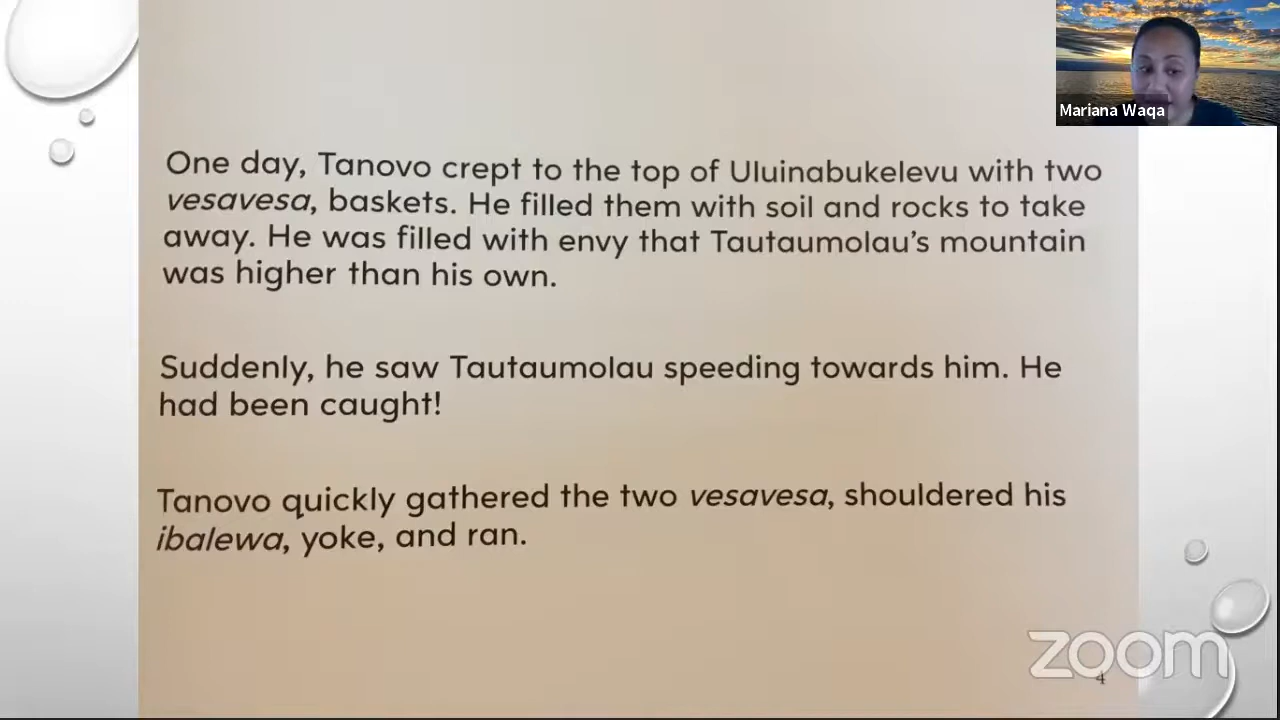 Mariana Waqa
One day, Tanovo crept to the top of Uluinabukelevu with two
vesavesa, baskets. He filled them with soil and rocks to take
away. He was filled with envy that Tautaumolau's mountain
was higher than his own.
Suddenly, he saw Tautaumolau speeding towards him. He
had been caught!
Tanovo quickly gathered the two vesavesa, shouldered his
ibalewa, yoke, and ran.
zoom
4